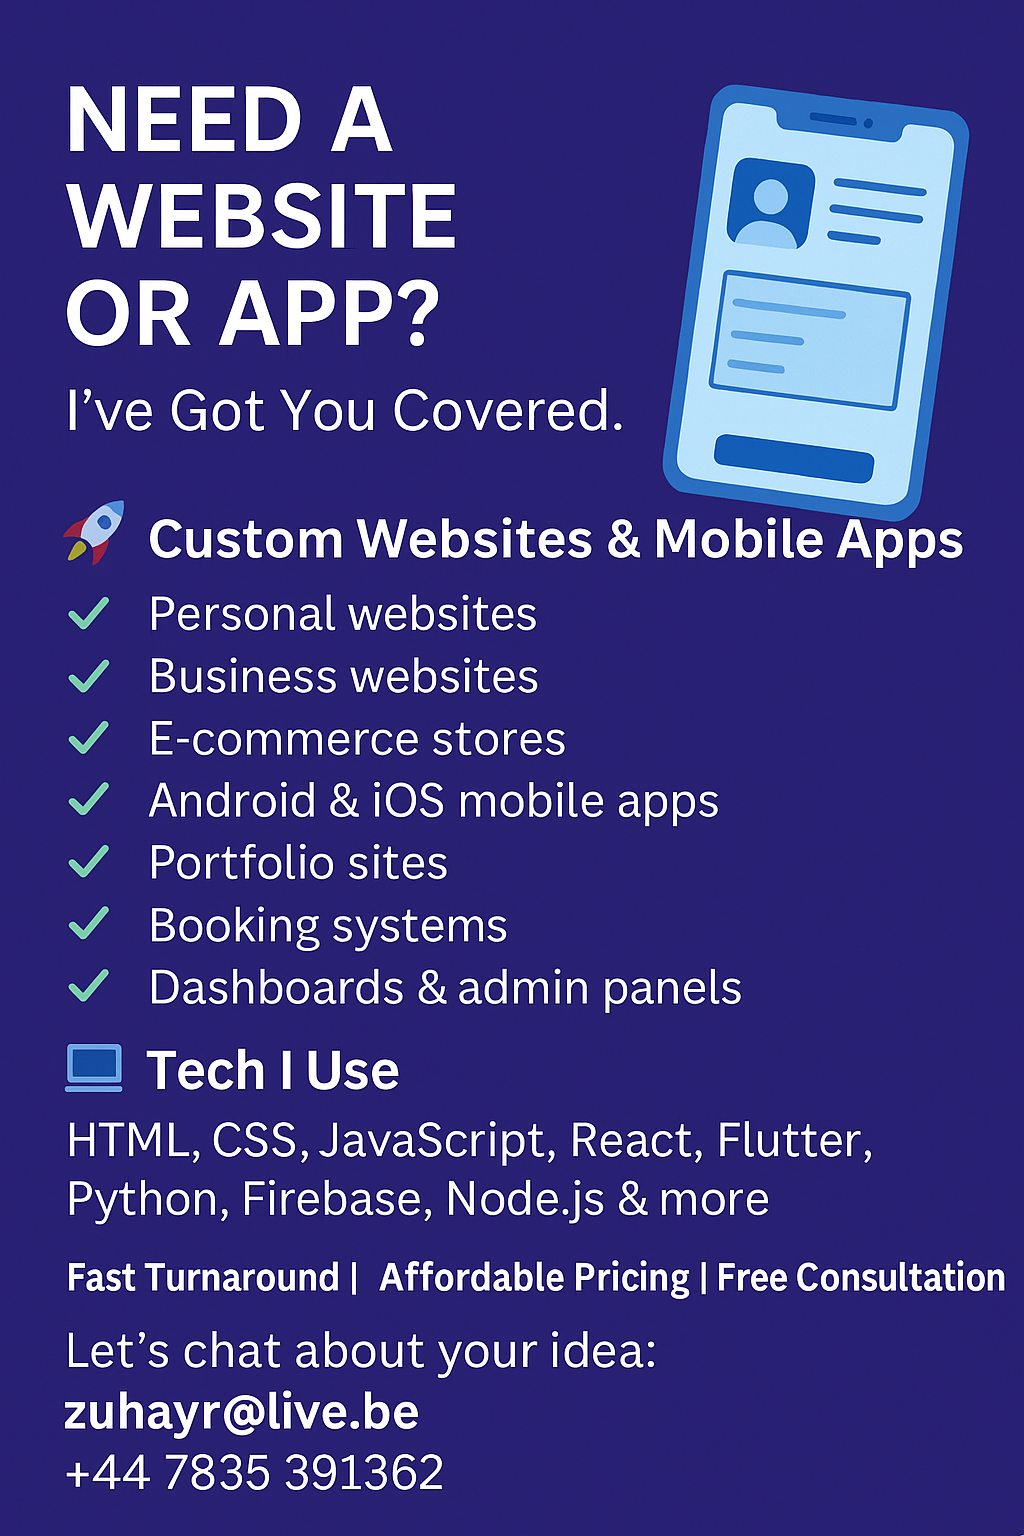 NEED A
WEBSITE
OR APP?
I’ve Got You Covered.
Custom Websites & Mobile Apps
Personal websites
Business websites
E-commerce stores
Android & iOS mobile apps
Portfolio sites
Booking systems
Dashboards & admin panels
Tech I Use
HTML, CSS, JavaScript, React, Flutter,
Python, Firebase, Node.js & more
Fast Turnaround | Affordable Pricing | Free Consultation
Let’s chat about your idea:
zuhayr@live.be
+44 7835 391362